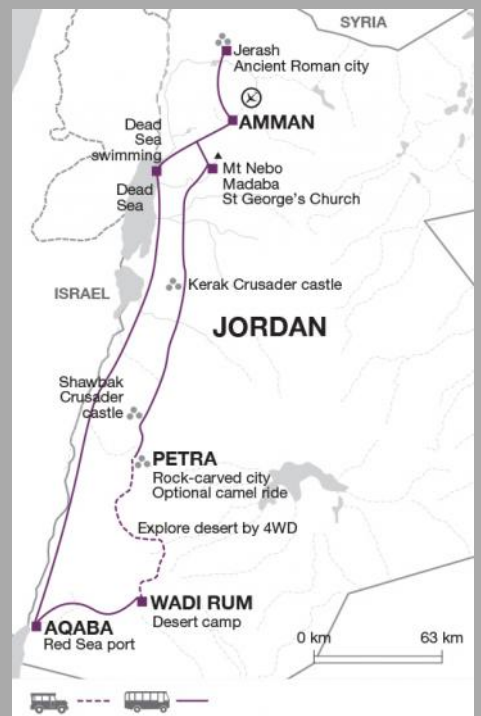 SYRIA
Jerash
Ancient Roman city
AMMAN
Dead
Sea
swimming
Mt Nebo
Madaba
St George's Church
Dead
Sea
ISRAEL
Kerak Crusader castle
JORDAN
Shawbak
Crusader
castle
PETRA
Rock-carved city
Optional camel ride
Explore desert by 4WD
WADI RUM
Desert camp
AQABA
Red Sea port
0 km
63 km